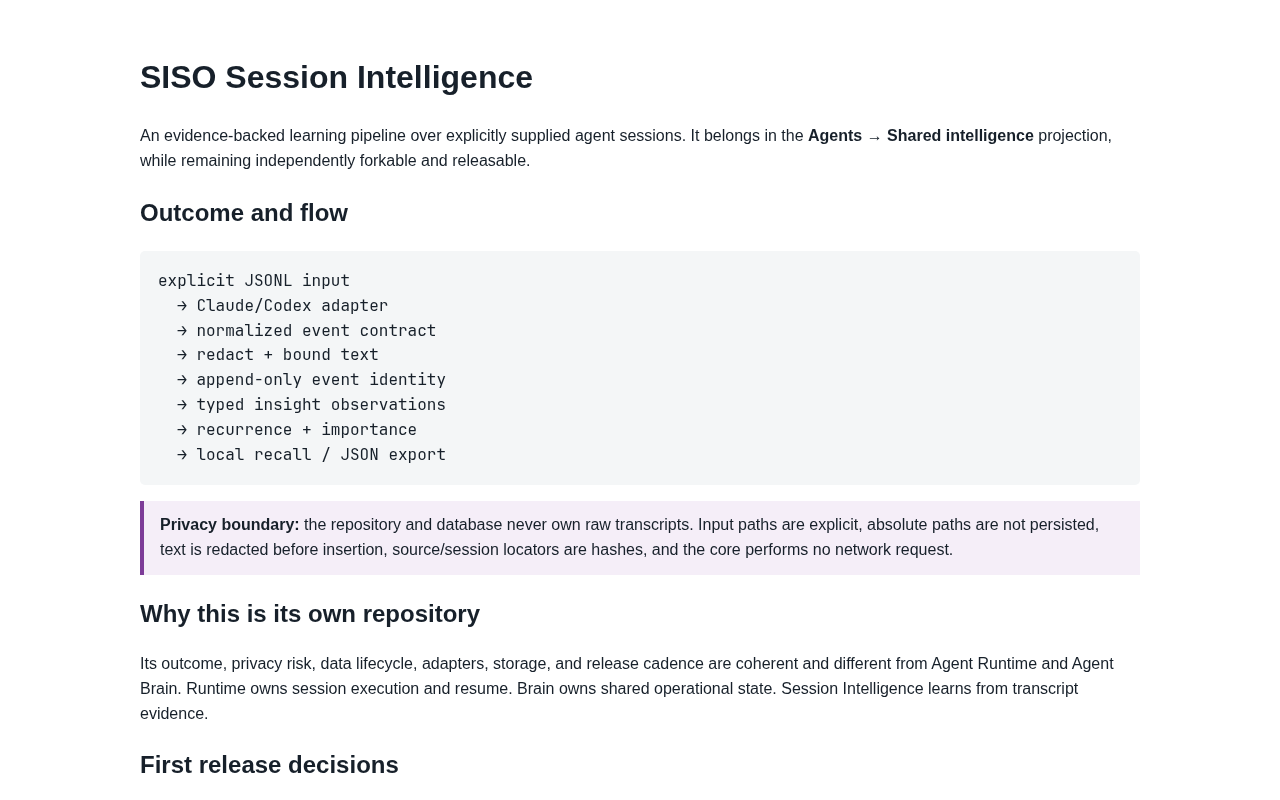 SISO Session Intelligence
An evidence-backed learning pipeline over explicitly supplied agent sessions. It belongs in the Agents → Shared intelligence projection,
while remaining independently forkable and releasable.
Outcome and flow
explicit JSONL input
→ Claude/Codex adapter
→ normalized event contract
→ redact + bound text
→ append-only event identity
→ typed insight observations
→ recurrence + importance
→ local recall / JSON export
Privacy boundary: the repository and database never own raw transcripts. Input paths are explicit, absolute paths are not persisted,
text is redacted before insertion, source/session locators are hashes, and the core performs no network request.
Why this is its own repository
Its outcome, privacy risk, data lifecycle, adapters, storage, and release cadence are coherent and different from Agent Runtime and Agent
Brain. Runtime owns session execution and resume. Brain owns shared operational state. Session Intelligence learns from transcript
evidence.
First release decisions